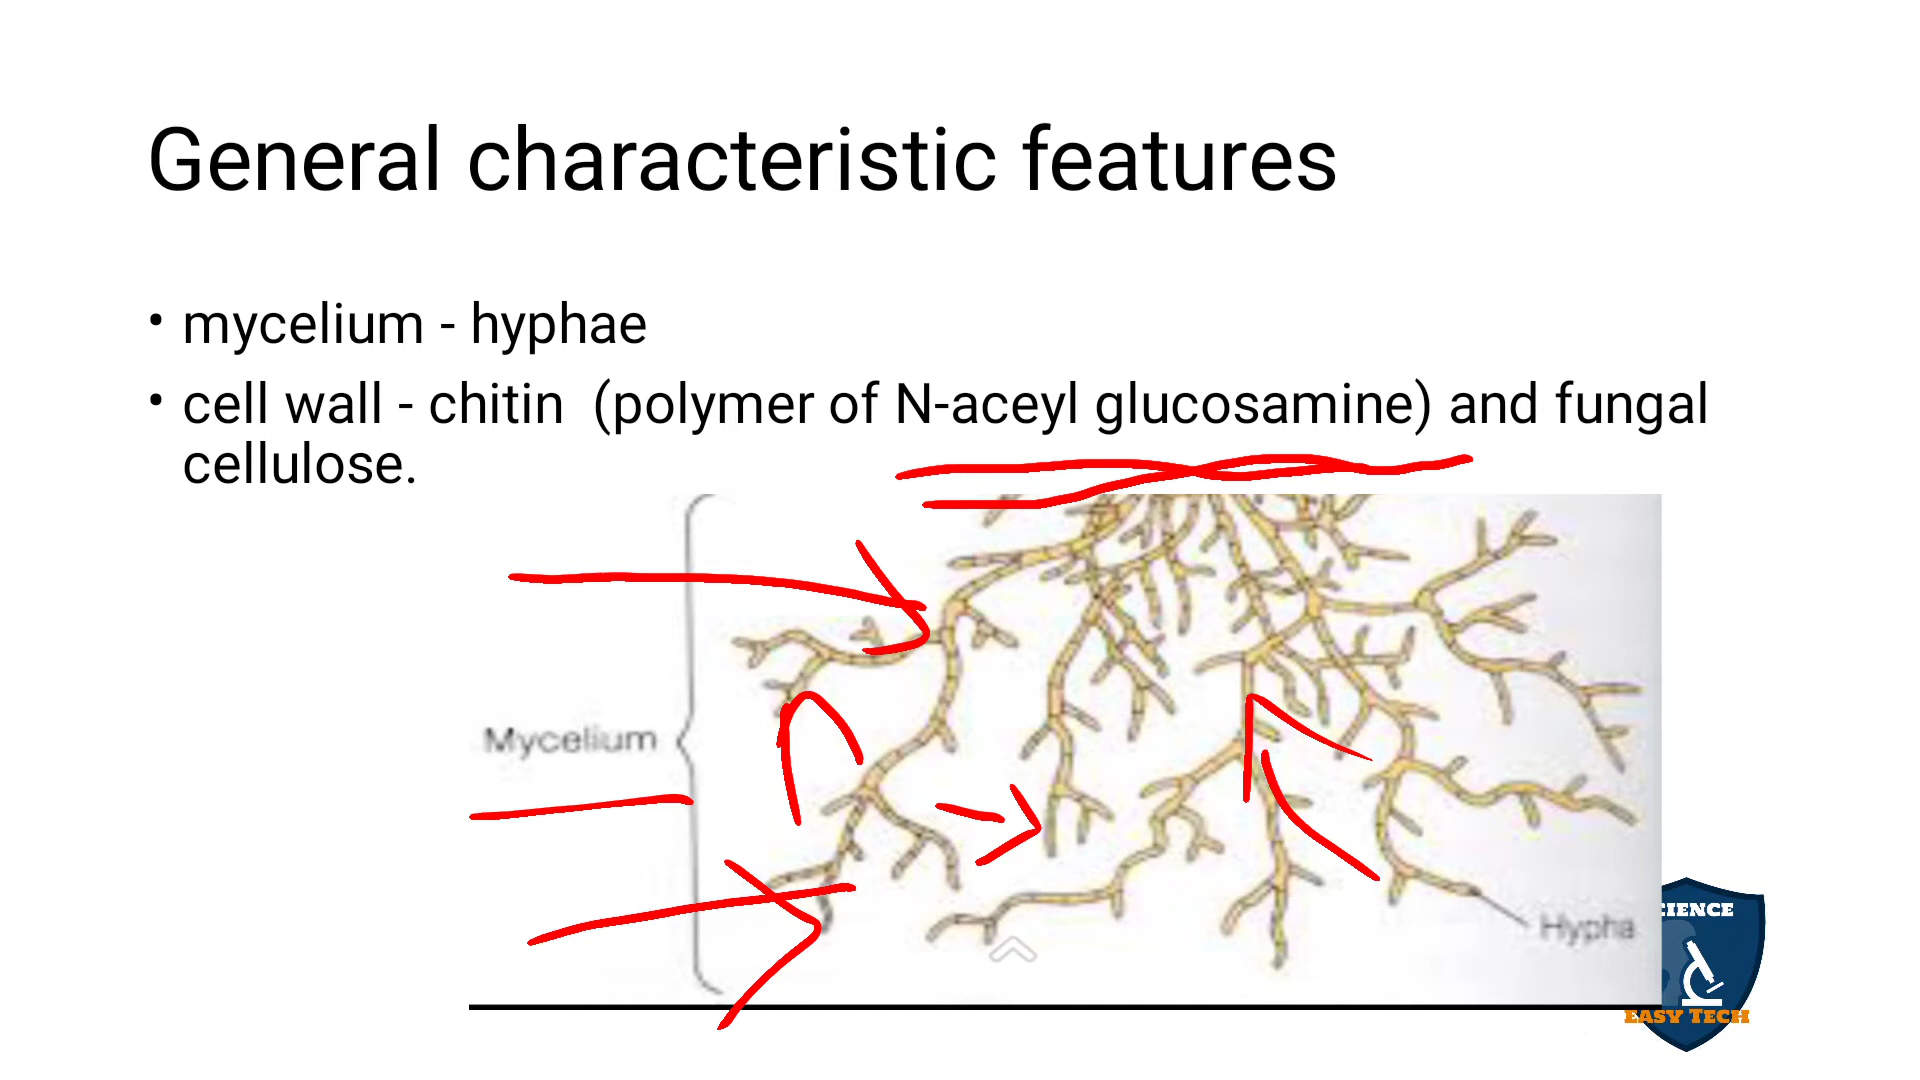 General characteristic features
• mycelium - hyphae
• cell wall - chitin (polymer of N-aceyl glucosamine) and fungal
cellulose.
Mycelium
Hypha
CIENCE
EASY TECH